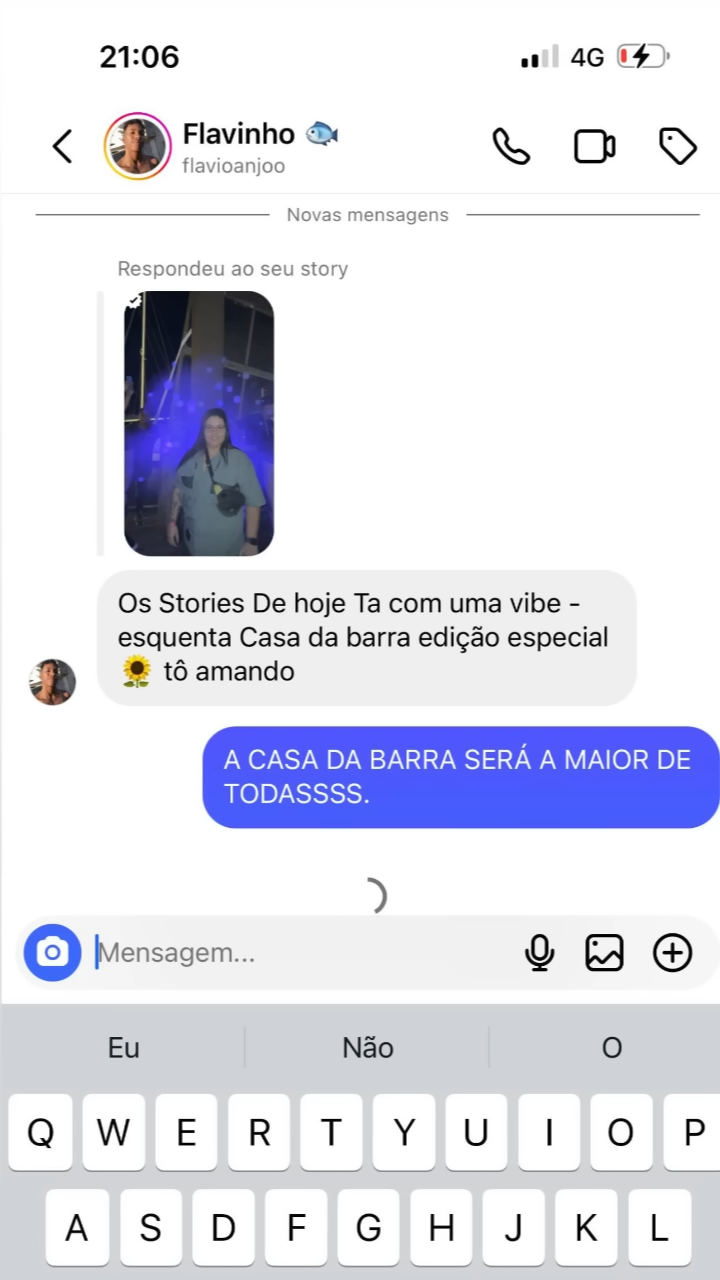 21:06
4G
Flavinho 🐟
flavioanjoo
Novas mensagens
Respondeu ao seu story
Os Stories De hoje Ta com uma vibe -
esquenta Casa da barra edição especial
🌻 tô amando
A CASA DA BARRA SERÁ A MAIOR DE
TODASSSS.
Mensagem...
Eu Não O
Q W E R T Y U I O P
A S D F G H J K L